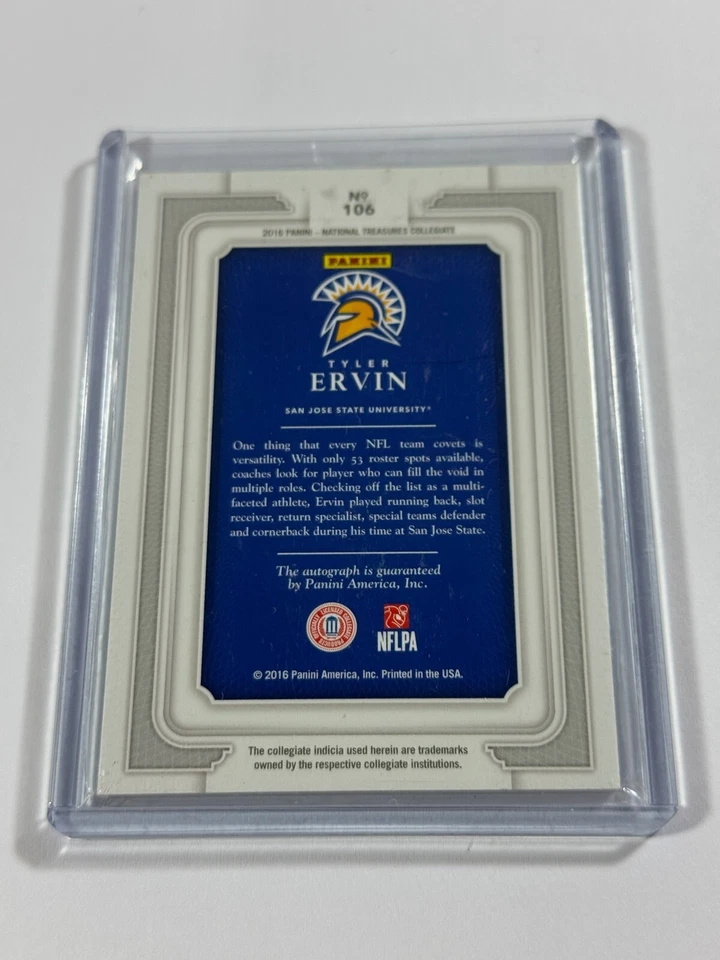 Nº
106
2016 PANINI – NATIONAL TREASURES COLLEGIATE
PANINI
TYLER
ERVIN
SAN JOSE STATE UNIVERSITY®
One thing that every NFL team covets is
versatility. With only 53 roster spots available,
coaches look for player who can fill the void in
multiple roles. Checking off the list as a multi-
faceted athlete, Ervin played running back, slot
receiver, return specialist, special teams defender
and cornerback during his time at San Jose State.
The autograph is guaranteed
by Panini America, Inc.
OFFICIALLY LICENSED COLLEGIATE PRODUCTS
NFLPA
© 2016 Panini America, Inc. Printed in the USA.
The collegiate indicia used herein are trademarks
owned by the respective collegiate institutions.